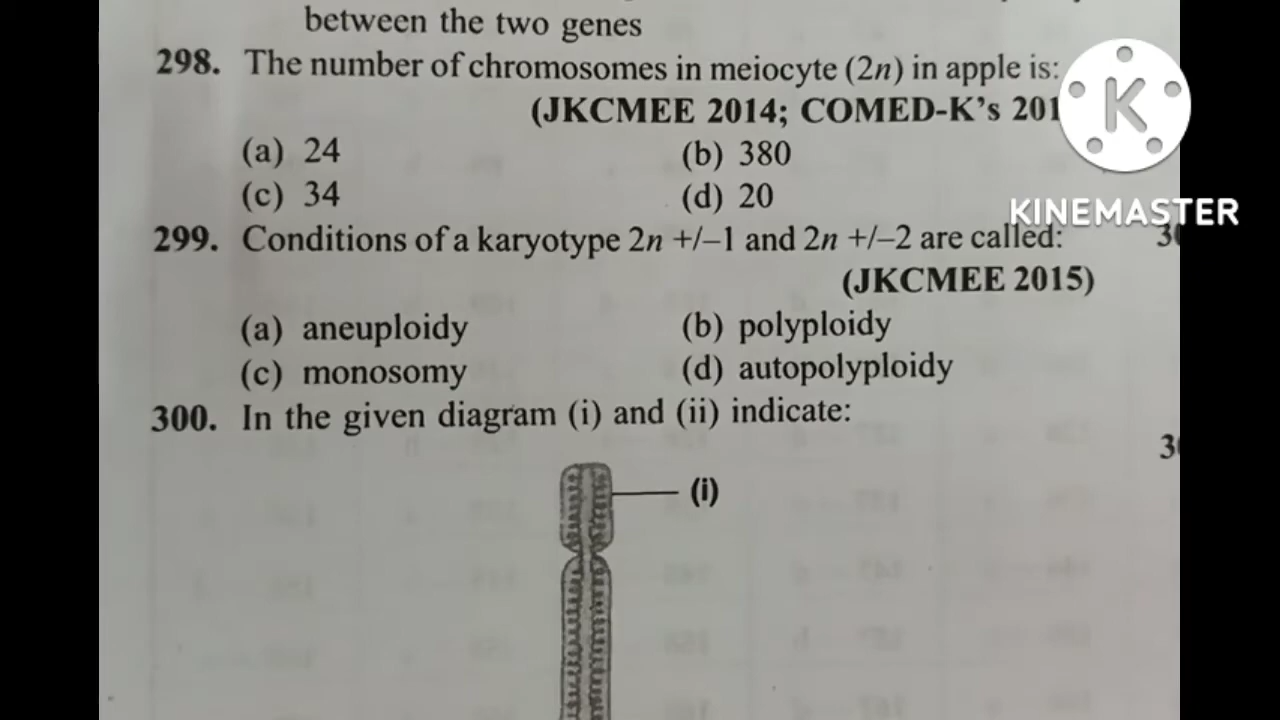 between the two genes
298. The number of chromosomes in meiocyte (2n) in apple is:
(JKCMEE 2014; COMED-K's 201
(a) 24 (b) 380
(c) 34 (d) 20
299. Conditions of a karyotype 2n +/–1 and 2n +/–2 are called:
(JKCMEE 2015)
(a) aneuploidy (b) polyploidy
(c) monosomy (d) autopolyploidy
300. In the given diagram (i) and (ii) indicate:
(i)
K
KINEMASTER